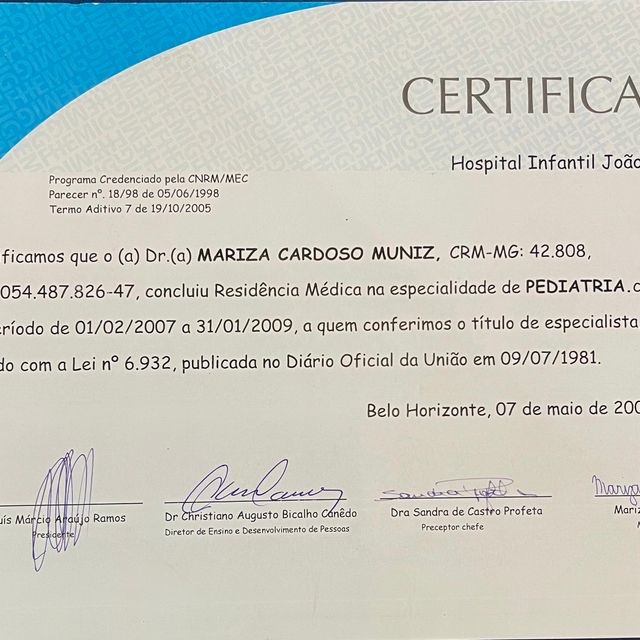 CERTIFICA
Hospital Infantil João
Programa Credenciado pela CNRM/MEC
Parecer nº. 18/98 de 05/06/1998
Termo Aditivo 7 de 19/10/2005
ificamos que o (a) Dr.(a) MARIZA CARDOSO MUNIZ, CRM-MG: 42.808,
054.487.826-47, concluiu Residência Médica na especialidade de PEDIATRIA.c
eríodo de 01/02/2007 a 31/01/2009, a quem conferimos o título de especialista
do com a Lei nº 6.932, publicada no Diário Oficial da União em 09/07/1981.
Belo Horizonte, 07 de maio de 200
uís Márcio Araújo Ramos
Presidente
Dr Christiano Augusto Bicalho Canêdo
Diretor de Ensino e Desenvolvimento de Pessoas
Dra Sandra de Castro Profeta
Preceptor chefe
Mariz